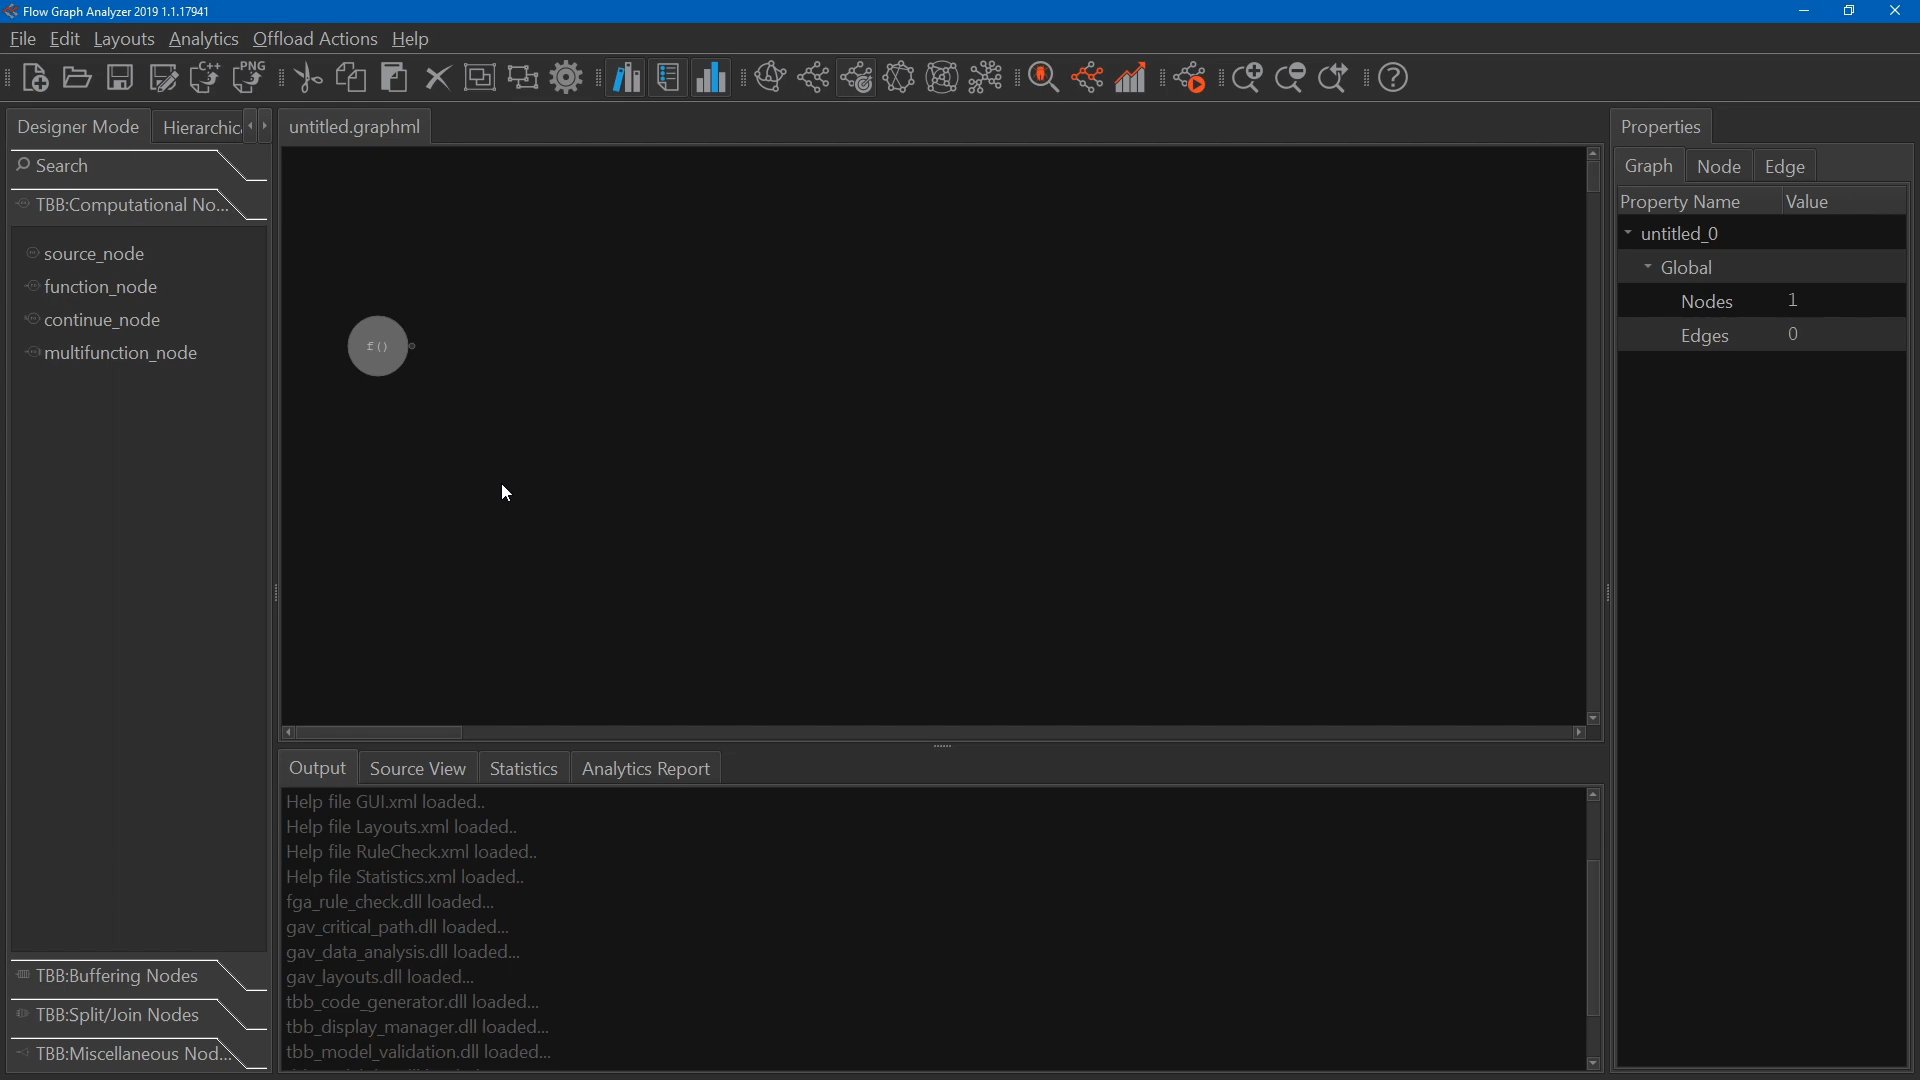 Flow Graph Analyzer 2019 1.1.17941
File Edit Layouts Analytics Offload Actions Help
C++ PNG
Designer Mode Hierarchic
untitled.graphml
Properties
Search
Graph Node Edge
TBB:Computational No...
Property Name Value
untitled_0
source_node
Global
function_node
Nodes 1
continue_node
Edges 0
f()
multifunction_node
Output Source View Statistics Analytics Report
Help file GUI.xml loaded..
Help file Layouts.xml loaded..
Help file RuleCheck.xml loaded..
Help file Statistics.xml loaded..
fga_rule_check.dll loaded...
gav_critical_path.dll loaded...
gav_data_analysis.dll loaded...
gav_layouts.dll loaded...
tbb_code_generator.dll loaded...
tbb_display_manager.dll loaded...
tbb_model_validation.dll loaded...
TBB:Buffering Nodes
TBB:Split/Join Nodes
TBB:Miscellaneous Nod...